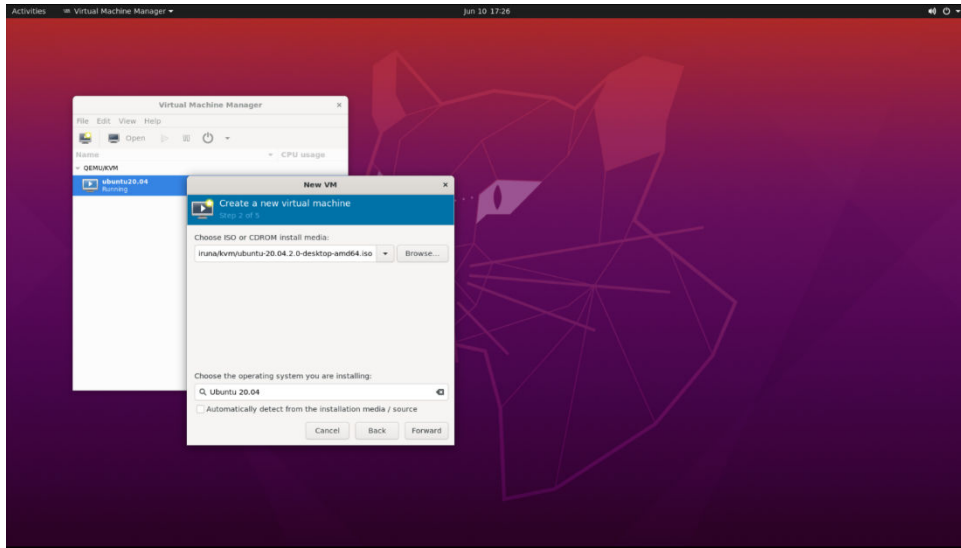 Activities Virtual Machine Manager Jun 10 17:26
Virtual Machine Manager
File Edit View Help
Open
Name CPU usage
QEMU/KVM
ubuntu20.04
Running
New VM
Create a new virtual machine
Step 2 of 5
Choose ISO or CDROM install media:
iruna/kvm/ubuntu-20.04.2.0-desktop-amd64.iso Browse...
Choose the operating system you are installing:
Ubuntu 20.04
Automatically detect from the installation media / source
Cancel Back Forward